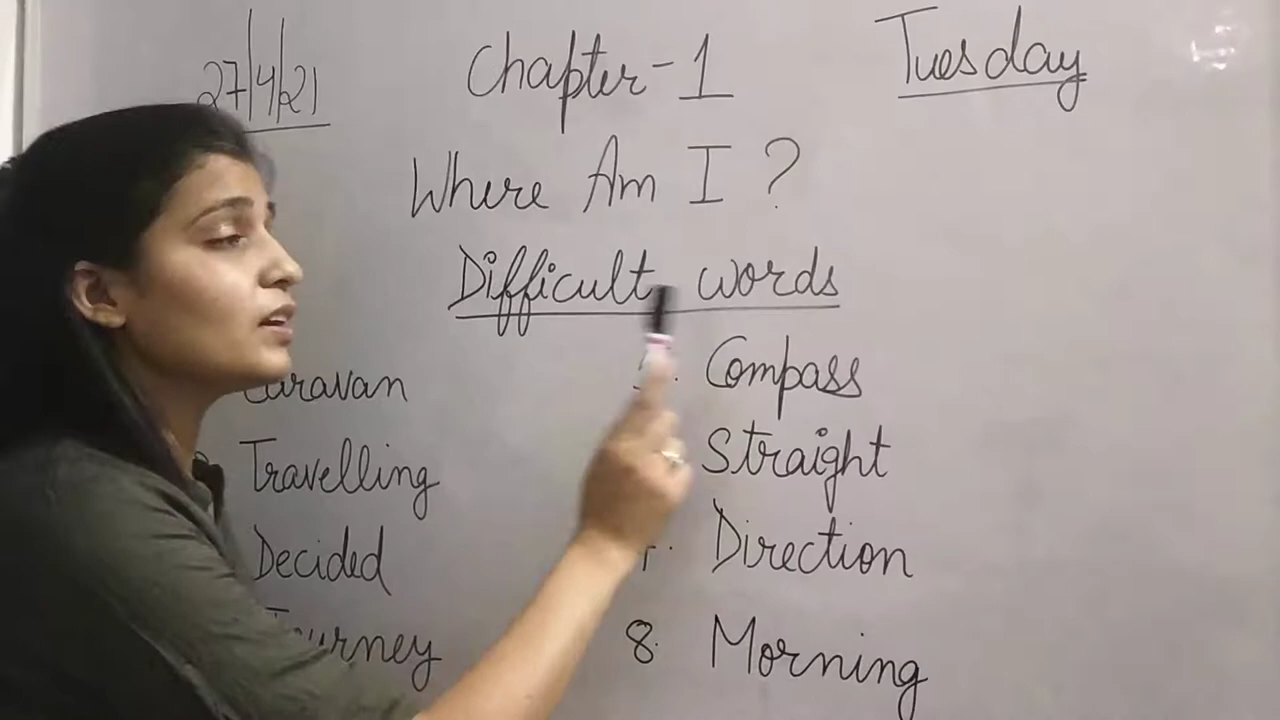 27/4/21 Chapter-1 Tuesday
Where Am I ?
Difficult words
Caravan
Travelling
Decided
Journey
Compass
Straight
Direction
8. Morning